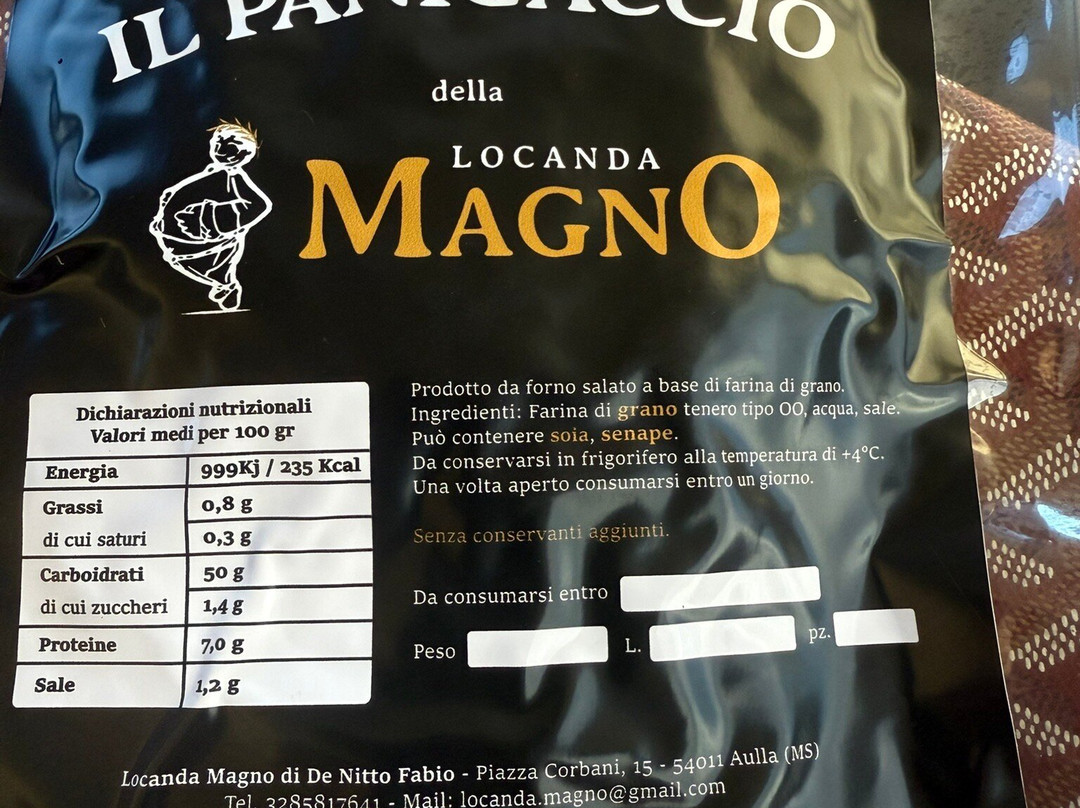 IL PANIGACCIO
della
LOCANDA
MAGNO
Dichiarazioni nutrizionali
Valori medi per 100 gr
Energia 999Kj / 235 Kcal
Grassi 0,8 g
di cui saturi 0,3 g
Carboidrati 50 g
di cui zuccheri 1,4 g
Proteine 7,0 g
Sale 1,2 g
Prodotto da forno salato a base di farina di grano.
Ingredienti: Farina di grano tenero tipo 00, acqua, sale.
Può contenere soia, senape.
Da conservarsi in frigorifero alla temperatura di +4°C.
Una volta aperto consumarsi entro un giorno.
Senza conservanti aggiunti.
Da consumarsi entro
Peso L. pz.
Locanda Magno di De Nitto Fabio - Piazza Corbani, 15 - 54011 Aulla (MS)
Tel. 3285817641 - Mail: locanda.magno@gmail.com